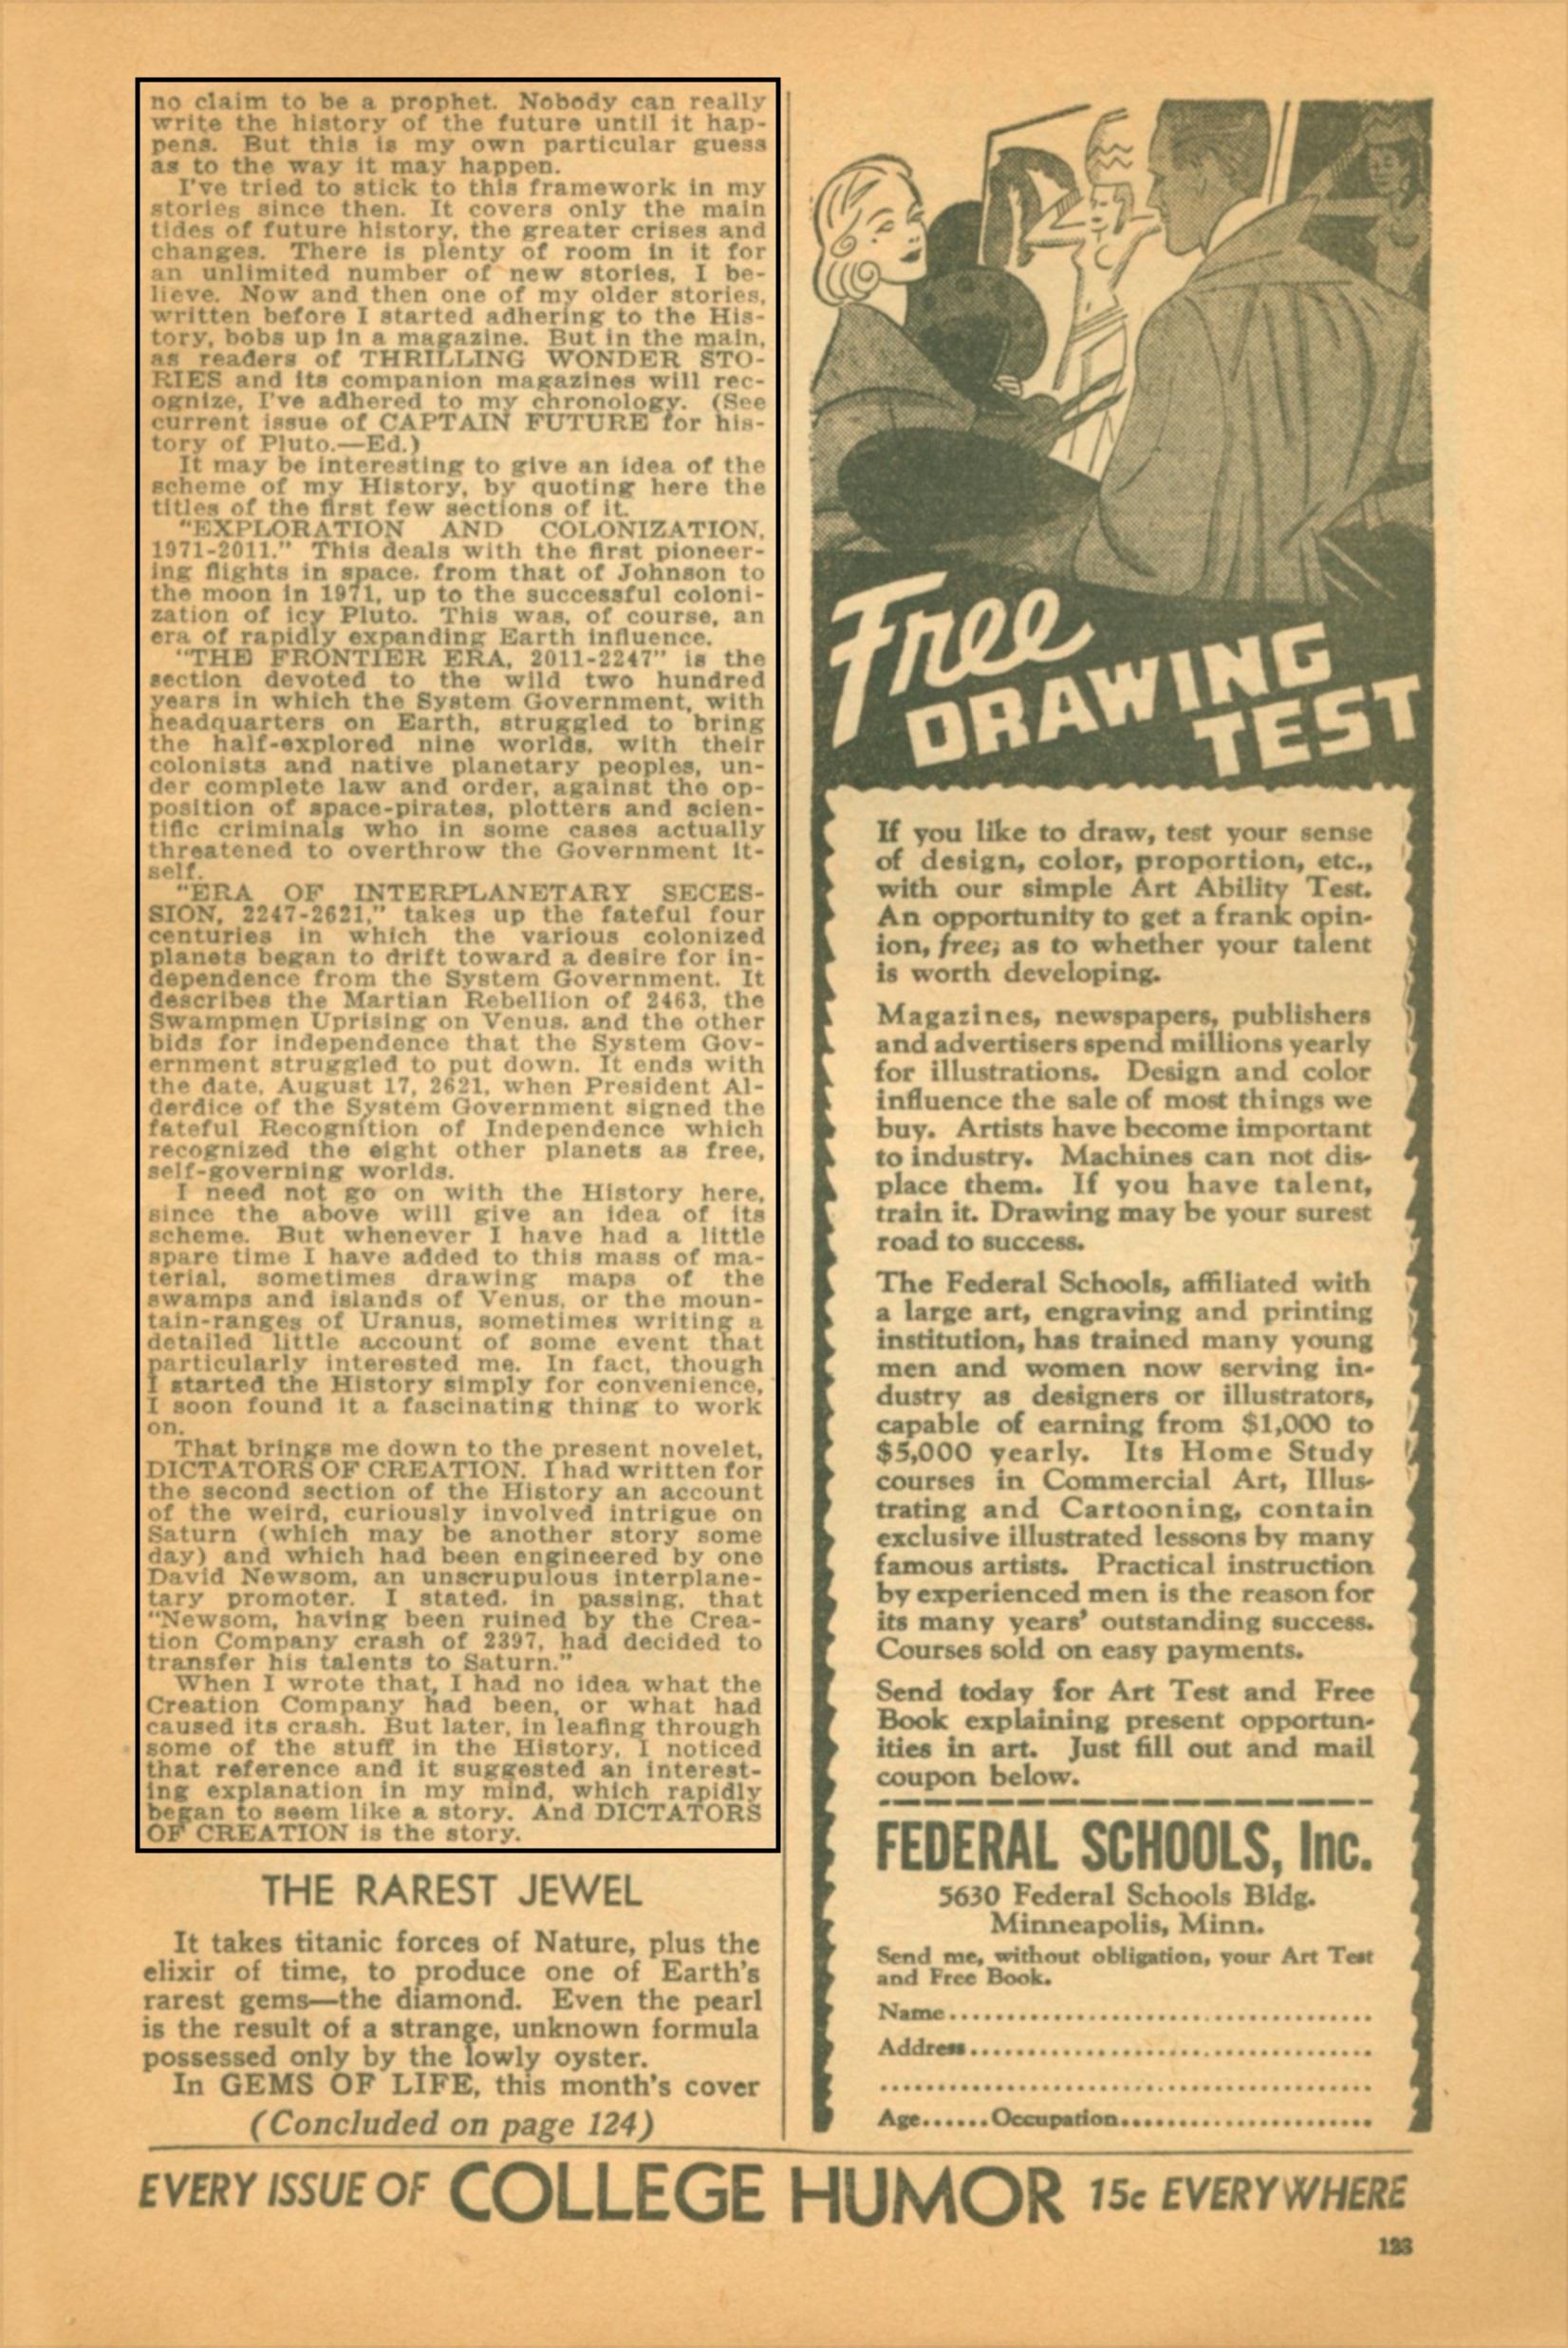 no claim to be a prophet. Nobody can really
write the history of the future until it hap-
pens. But this is my own particular guess
as to the way it may happen.
I've tried to stick to this framework in my
stories since then. It covers only the main
tides of future history, the greater crises and
changes. There is plenty of room in it for
an unlimited number of new stories, I be-
lieve. Now and then one of my older stories,
written before I started adhering to the His-
tory, bobs up in a magazine. But in the main,
as readers of THRILLING WONDER STO-
RIES and its companion magazines will rec-
ognize, I've adhered to my chronology. (See
current issue of CAPTAIN FUTURE for his-
tory of Pluto.—Ed.)
It may be interesting to give an idea of the
scheme of my History, by quoting here the
titles of the first few sections of it.
"EXPLORATION AND COLONIZATION,
1971-2011." This deals with the first pioneer-
ing flights in space, from that of Johnson to
the moon in 1971, up to the successful coloni-
zation of icy Pluto. This was, of course, an
era of rapidly expanding Earth influence.
"THE FRONTIER ERA, 2011-2247" is the
section devoted to the wild two hundred
years in which the System Government, with
headquarters on Earth, struggled to bring
the half-explored nine worlds, with their
colonists and native planetary peoples, un-
der complete law and order, against the op-
position of space-pirates, plotters and scien-
tific criminals who in some cases actually
threatened to overthrow the Government it-
self.
"ERA OF INTERPLANETARY SECES-
SION, 2247-2621," takes up the fateful four
centuries in which the various colonized
planets began to drift toward a desire for in-
dependence from the System Government. It
describes the Martian Rebellion of 2463, the
Swampmen Uprising on Venus, and the other
bids for independence that the System Gov-
ernment struggled to put down. It ends with
the date, August 17, 2621, when President Al-
derdice of the System Government signed the
fateful Recognition of Independence which
recognized the eight other planets as free,
self-governing worlds.
I need not go on with the History here,
since the above will give an idea of its
scheme. But whenever I have had a little
spare time I have added to this mass of ma-
terial, sometimes drawing maps of the
swamps and islands of Venus, or the moun-
tain-ranges of Uranus, sometimes writing a
detailed little account of some event that
particularly interested me. In fact, though
I started the History simply for convenience,
I soon found it a fascinating thing to work
on.
That brings me down to the present novelet,
DICTATORS OF CREATION. I had written for
the second section of the History an account
of the weird, curiously involved intrigue on
Saturn (which may be another story some
day) and which had been engineered by one
David Newsom, an unscrupulous interplane-
tary promoter. I stated, in passing, that
"Newsom, having been ruined by the Crea-
tion Company crash of 2397, had decided to
transfer his talents to Saturn."
When I wrote that, I had no idea what the
Creation Company had been, or what had
caused its crash. But later, in leafing through
some of the stuff in the History, I noticed
that reference and it suggested an interest-
ing explanation in my mind, which rapidly
began to seem like a story. And DICTATORS
OF CREATION is the story.
THE RAREST JEWEL
It takes titanic forces of Nature, plus the
elixir of time, to produce one of Earth's
rarest gems—the diamond. Even the pearl
is the result of a strange, unknown formula
possessed only by the lowly oyster.
In GEMS OF LIFE, this month's cover
(Concluded on page 124)
Free
DRAWING
TEST
If you like to draw, test your sense
of design, color, proportion, etc.,
with our simple Art Ability Test.
An opportunity to get a frank opin-
ion, free; as to whether your talent
is worth developing.
Magazines, newspapers, publishers
and advertisers spend millions yearly
for illustrations. Design and color
influence the sale of most things we
buy. Artists have become important
to industry. Machines can not dis-
place them. If you have talent,
train it. Drawing may be your surest
road to success.
The Federal Schools, affiliated with
a large art, engraving and printing
institution, has trained many young
men and women now serving in-
dustry as designers or illustrators,
capable of earning from $1,000 to
$5,000 yearly. Its Home Study
courses in Commercial Art, Illus-
trating and Cartooning, contain
exclusive illustrated lessons by many
famous artists. Practical instruction
by experienced men is the reason for
its many years' outstanding success.
Courses sold on easy payments.
Send today for Art Test and Free
Book explaining present opportun-
ities in art. Just fill out and mail
coupon below.
FEDERAL SCHOOLS, Inc.
5630 Federal Schools Bldg.
Minneapolis, Minn.
Send me, without obligation, your Art Test
and Free Book.
Name
Address
Age......Occupation
EVERY ISSUE OF COLLEGE HUMOR 15c EVERYWHERE
123